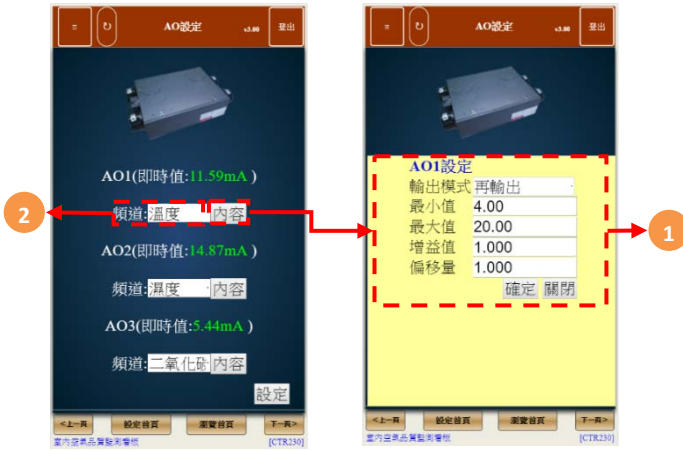 ≡ ↻ AO設定 v3.00 登出
AO1(即時值:11.59mA )
2
頻道:溫度 內容
AO2(即時值:14.87mA )
頻道:濕度 內容
AO3(即時值:5.44mA )
頻道:二氧化碳 內容
設定
<上一頁 設定首頁 瀏覽首頁 下一頁>
室內空氣品質監測看板 [CTR230]
≡ ↻ AO設定 v3.00 登出
AO1設定
輸出模式 再輸出
最小值 4.00
最大值 20.00
1
增益值 1.000
偏移量 1.000
確定 關閉
<上一頁 設定首頁 瀏覽首頁 下一頁>
室內空氣品質監測看板 [CTR230]